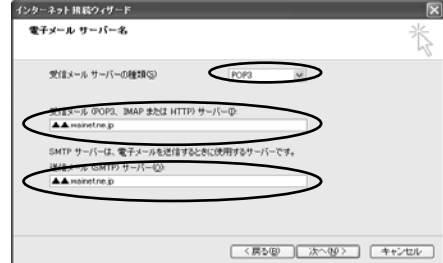 インターネット接続ウィザード
電子メール サーバー名
受信メール サーバーの種類(S)
POP3
受信メール (POP3、IMAP または HTTP) サーバー(I):
▲▲.mainet.ne.jp
SMTP サーバーは、電子メールを送信するときに使用するサーバーです。
送信メール (SMTP) サーバー(O):
▲▲.mainet.ne.jp
< 戻る(B)
次へ(N) >
キャンセル